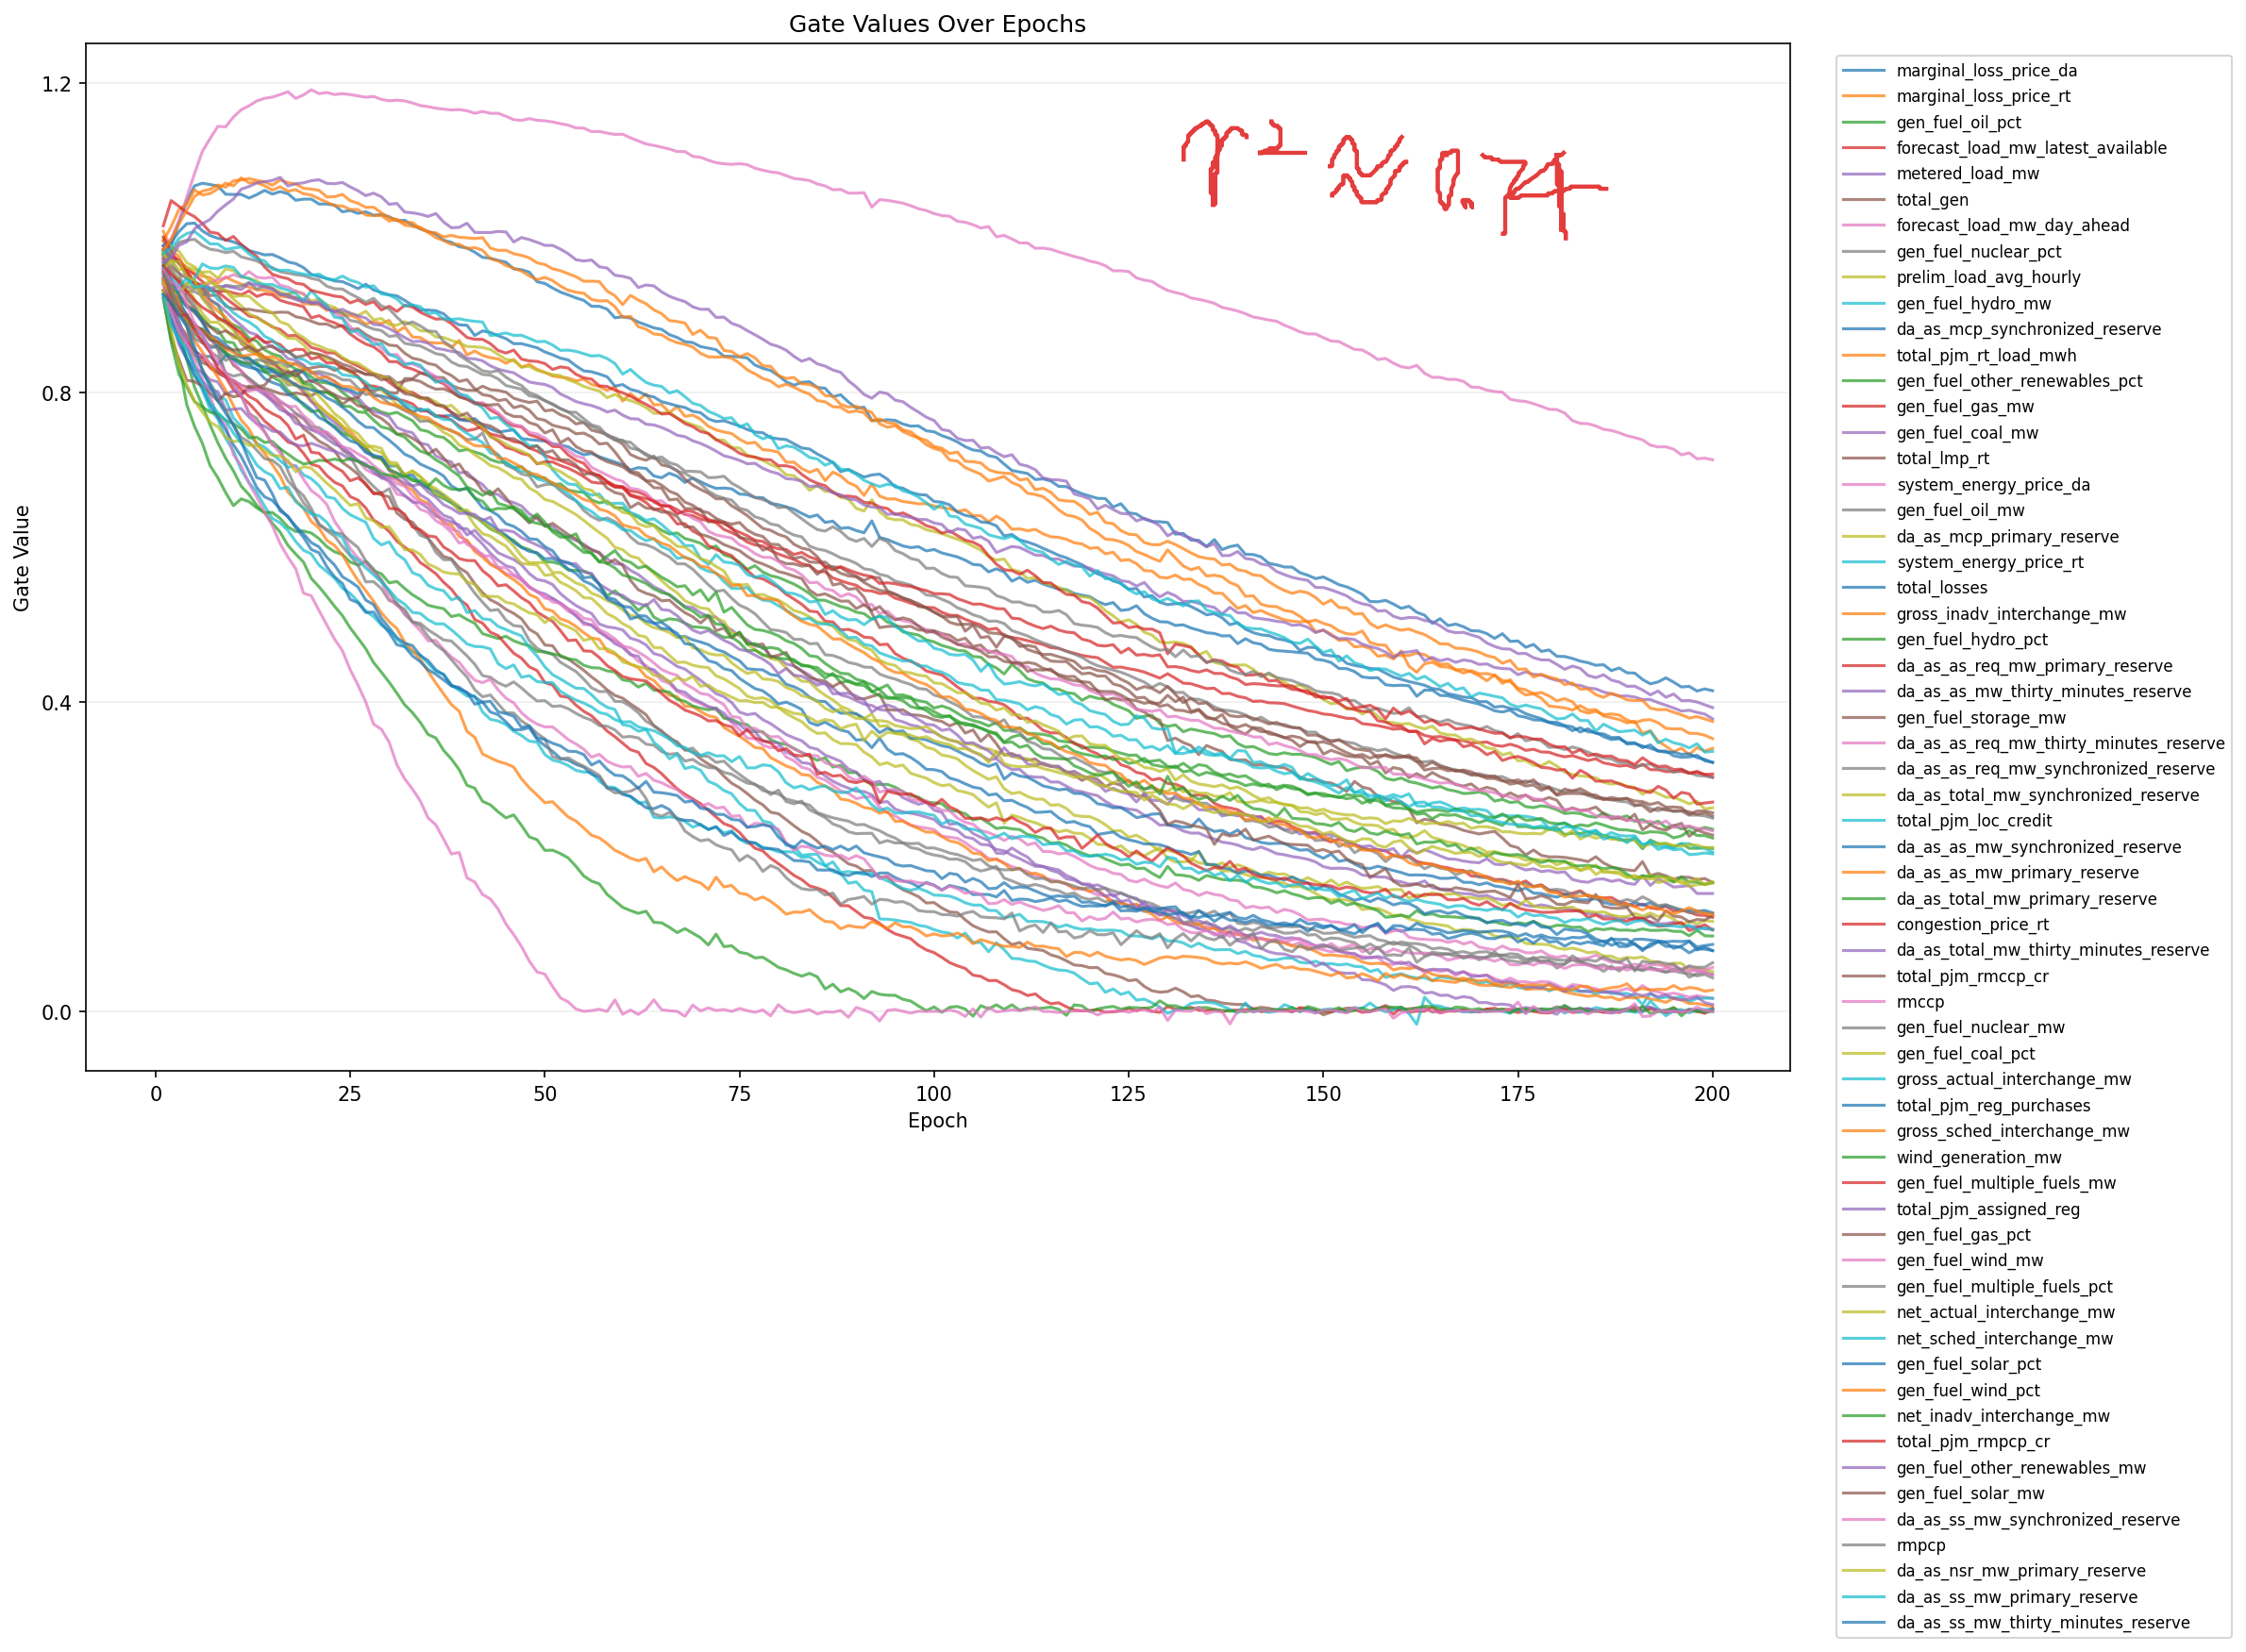 Gate Values Over Epochs
r² ≈ 0.74
1.2
0.8
0.4
0.0
Gate Value
0 25 50 75 100 125 150 175 200
Epoch
marginal_loss_price_da
marginal_loss_price_rt
gen_fuel_oil_pct
forecast_load_mw_latest_available
metered_load_mw
total_gen
forecast_load_mw_day_ahead
gen_fuel_nuclear_pct
prelim_load_avg_hourly
gen_fuel_hydro_mw
da_as_mcp_synchronized_reserve
total_pjm_rt_load_mwh
gen_fuel_other_renewables_pct
gen_fuel_gas_mw
gen_fuel_coal_mw
total_lmp_rt
system_energy_price_da
gen_fuel_oil_mw
da_as_mcp_primary_reserve
system_energy_price_rt
total_losses
gross_inadv_interchange_mw
gen_fuel_hydro_pct
da_as_as_req_mw_primary_reserve
da_as_as_mw_thirty_minutes_reserve
gen_fuel_storage_mw
da_as_as_req_mw_thirty_minutes_reserve
da_as_as_req_mw_synchronized_reserve
da_as_total_mw_synchronized_reserve
total_pjm_loc_credit
da_as_as_mw_synchronized_reserve
da_as_as_mw_primary_reserve
da_as_total_mw_primary_reserve
congestion_price_rt
da_as_total_mw_thirty_minutes_reserve
total_pjm_rmccp_cr
rmccp
gen_fuel_nuclear_mw
gen_fuel_coal_pct
gross_actual_interchange_mw
total_pjm_reg_purchases
gross_sched_interchange_mw
wind_generation_mw
gen_fuel_multiple_fuels_mw
total_pjm_assigned_reg
gen_fuel_gas_pct
gen_fuel_wind_mw
gen_fuel_multiple_fuels_pct
net_actual_interchange_mw
net_sched_interchange_mw
gen_fuel_solar_pct
gen_fuel_wind_pct
net_inadv_interchange_mw
total_pjm_rmpcp_cr
gen_fuel_other_renewables_mw
gen_fuel_solar_mw
da_as_ss_mw_synchronized_reserve
rmpcp
da_as_nsr_mw_primary_reserve
da_as_ss_mw_primary_reserve
da_as_ss_mw_thirty_minutes_reserve